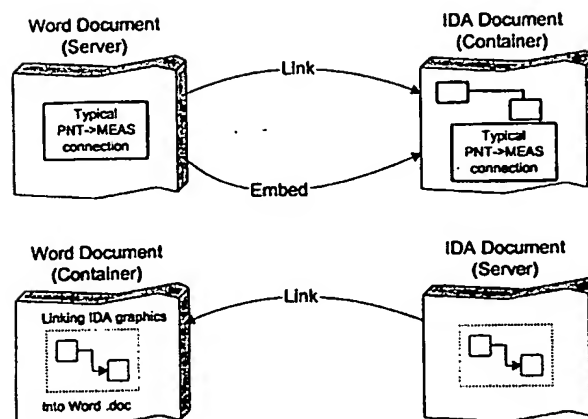 Word Document
(Server)
IDA Document
(Container)
Link
Typical
PNT->MEAS
connection
Typical
PNT->MEAS
connection
Embed
Word Document
(Container)
IDA Document
(Server)
Link
Linking IDA graphics
Into Word .doc